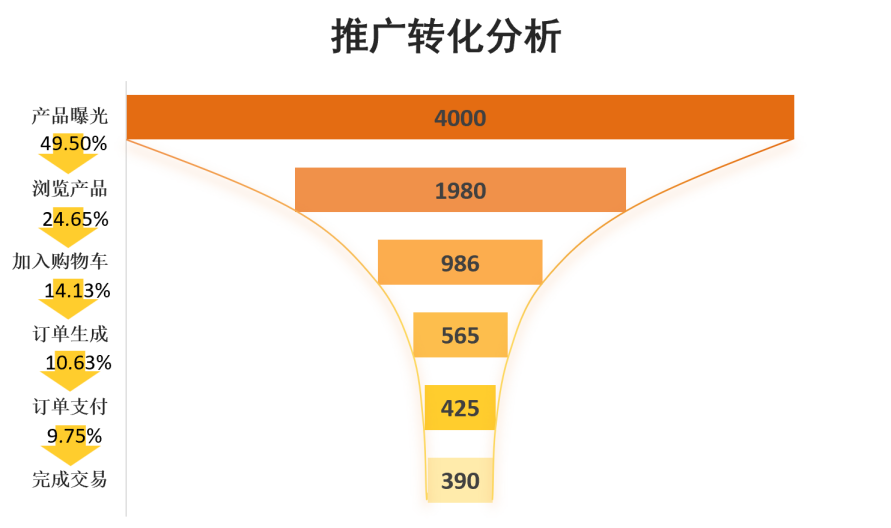 推广转化分析
产品曝光
4000
49.50%
浏览产品
1980
24.65%
加入购物车
986
14.13%
订单生成
565
10.63%
订单支付
425
9.75%
完成交易
390